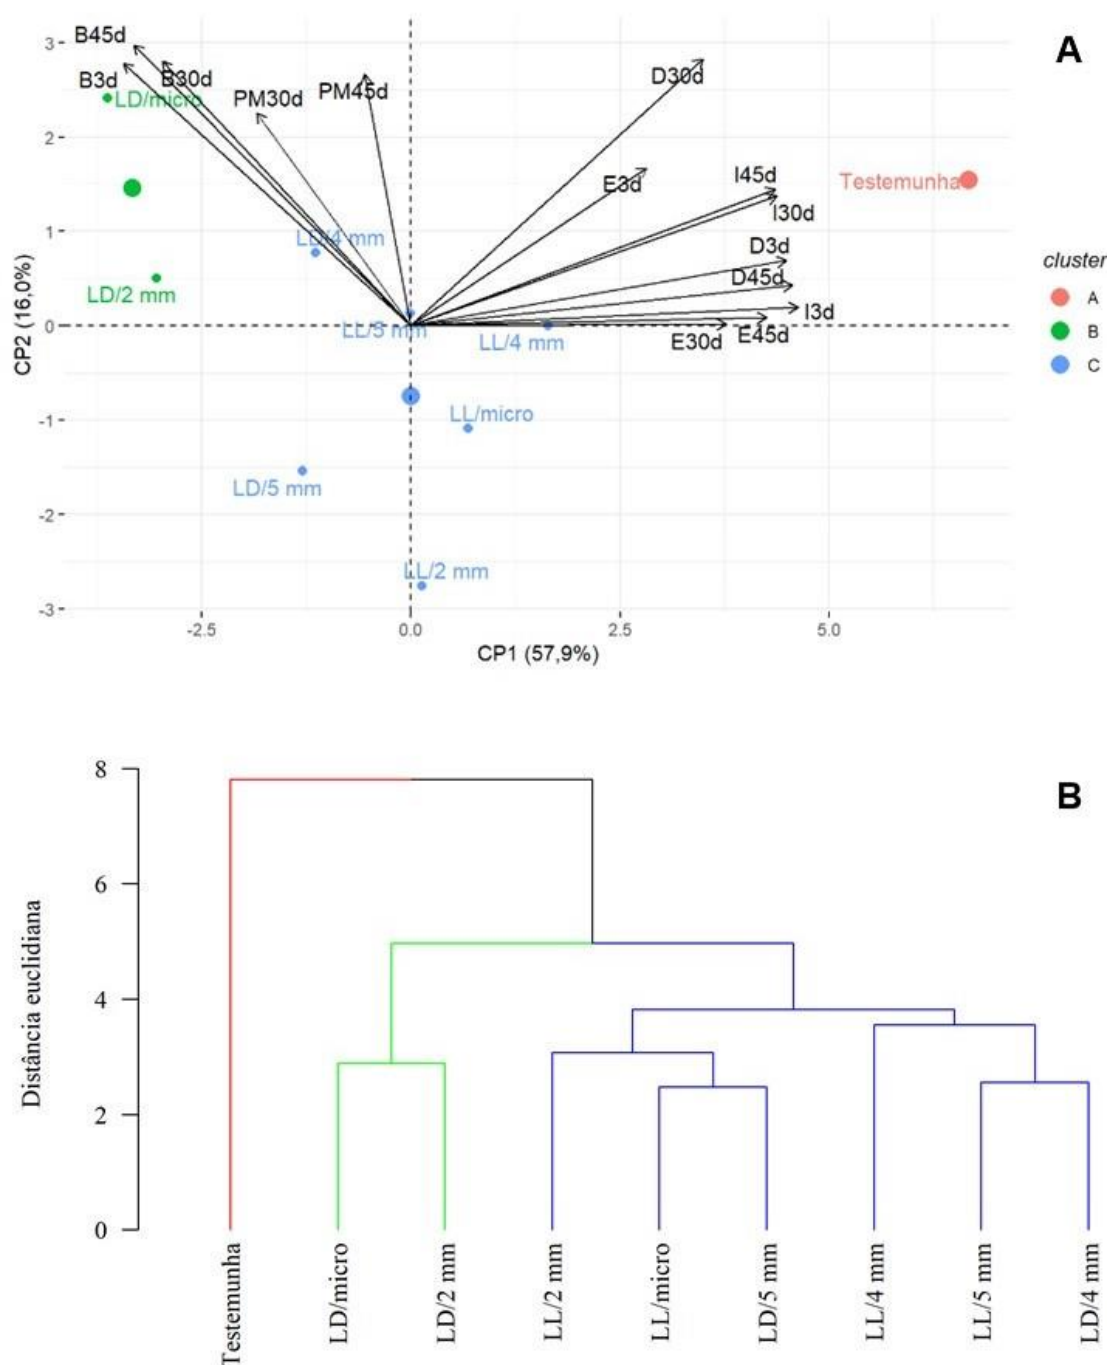 A
B45d
B3d
B30d
LD/micro
PM30d
PM45d
D30d
E3d
I45d
Testemunha
I30d
LD/4 mm
D3d
D45d
LD/2 mm
LL/5 mm
LL/4 mm
I3d
E30d
E45d
LL/micro
LD/5 mm
LL/2 mm
3
2
1
0
-1
-2
-3
CP2 (16,0%)
-2.5
0.0
2.5
5.0
CP1 (57,9%)
cluster
A
B
C
B
8
6
4
2
0
Distância euclidiana
Testemunha
LD/micro
LD/2 mm
LL/2 mm
LL/micro
LD/5 mm
LL/4 mm
LL/5 mm
LD/4 mm